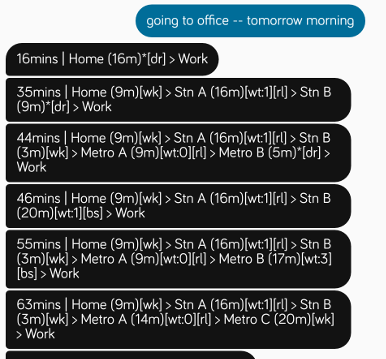 going to office -- tomorrow morning
16mins | Home (16m)*[dr] > Work
35mins | Home (9m)[wk] > Stn A (16m)[wt:1][rl] > Stn B
(9m)*[dr] > Work
44mins | Home (9m)[wk] > Stn A (16m)[wt:1][rl] > Stn B
(3m)[wk] > Metro A (9m)[wt:0][rl] > Metro B (5m)*[dr] >
Work
46mins | Home (9m)[wk] > Stn A (16m)[wt:1][rl] > Stn B
(20m)[wt:1][bs] > Work
55mins | Home (9m)[wk] > Stn A (16m)[wt:1][rl] > Stn B
(3m)[wk] > Metro A (9m)[wt:0][rl] > Metro B (17m)[wt:3]
[bs] > Work
63mins | Home (9m)[wk] > Stn A (16m)[wt:1][rl] > Stn B
(3m)[wk] > Metro A (14m)[wt:0][rl] > Metro C (20m)[wk]
> Work